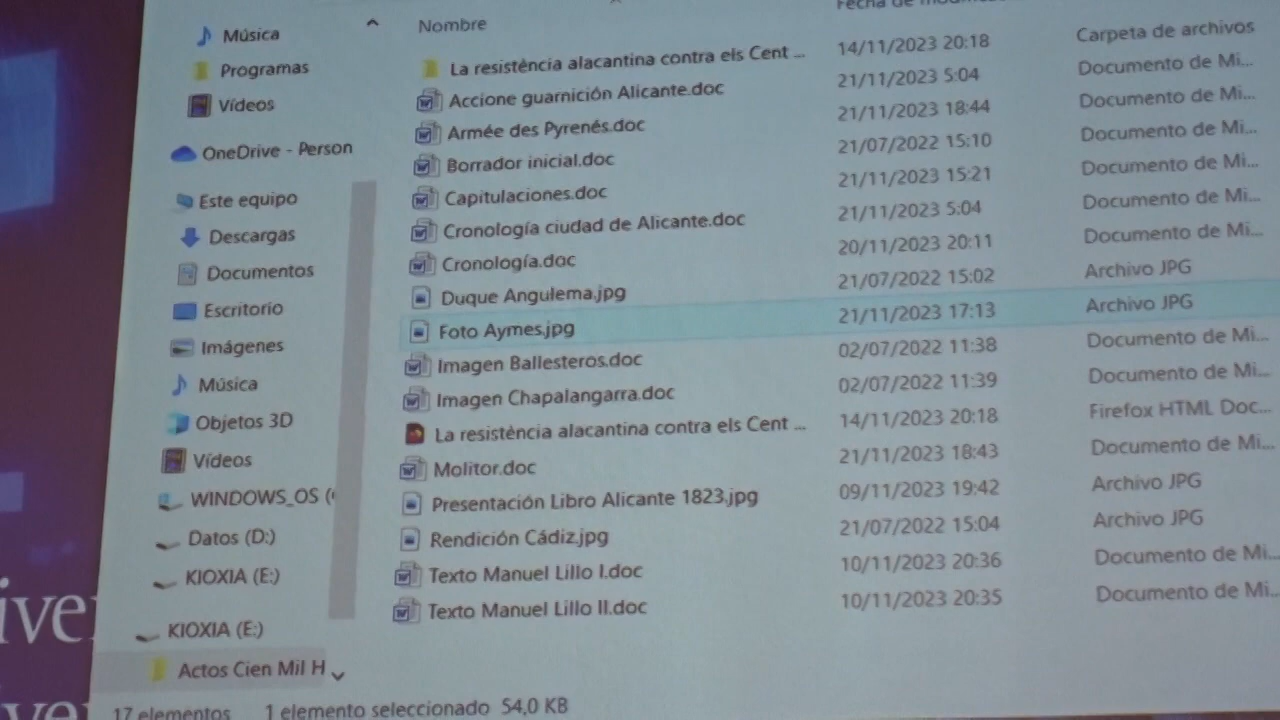 Nombre
Fecha de
Música
Programas
Vídeos
OneDrive - Person
Este equipo
Descargas
Documentos
Escritorio
Imágenes
Música
Objetos 3D
Vídeos
WINDOWS_OS (
Datos (D:)
KIOXIA (E:)
KIOXIA (E:)
Actos Cien Mil H
La resistència alacantina contra els Cent ... 14/11/2023 20:18 Carpeta de archivos
Accione guarnición Alicante.doc 21/11/2023 5:04 Documento de Mi...
Armée des Pyrenés.doc 21/11/2023 18:44 Documento de Mi...
Borrador inicial.doc 21/07/2022 15:10 Documento de Mi...
Capitulaciones.doc 21/11/2023 15:21 Documento de Mi...
Cronología ciudad de Alicante.doc 21/11/2023 5:04 Documento de Mi...
Cronología.doc 20/11/2023 20:11 Documento de Mi...
Duque Angulema.jpg 21/07/2022 15:02 Archivo JPG
Foto Aymes.jpg 21/11/2023 17:13 Archivo JPG
Imagen Ballesteros.doc 02/07/2022 11:38 Documento de Mi...
Imagen Chapalangarra.doc 02/07/2022 11:39 Documento de Mi...
La resistència alacantina contra els Cent ... 14/11/2023 20:18 Firefox HTML Doc...
Molitor.doc 21/11/2023 18:43 Documento de Mi...
Presentación Libro Alicante 1823.jpg 09/11/2023 19:42 Archivo JPG
Rendición Cádiz.jpg 21/07/2022 15:04 Archivo JPG
Texto Manuel Lillo I.doc 10/11/2023 20:36 Documento de Mi...
Texto Manuel Lillo II.doc 10/11/2023 20:35 Documento de Mi...
17 elementos 1 elemento seleccionado 54,0 KB